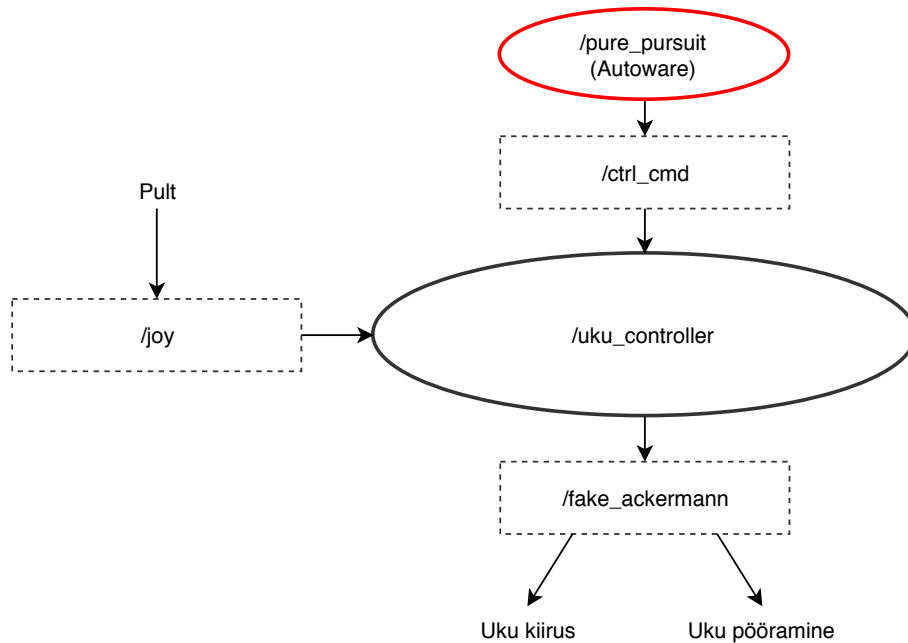 /pure_pursuit
(Autoware)
/ctrl_cmd
Pult
/joy
/uku_controller
/fake_ackermann
Uku kiirus
Uku pööramine